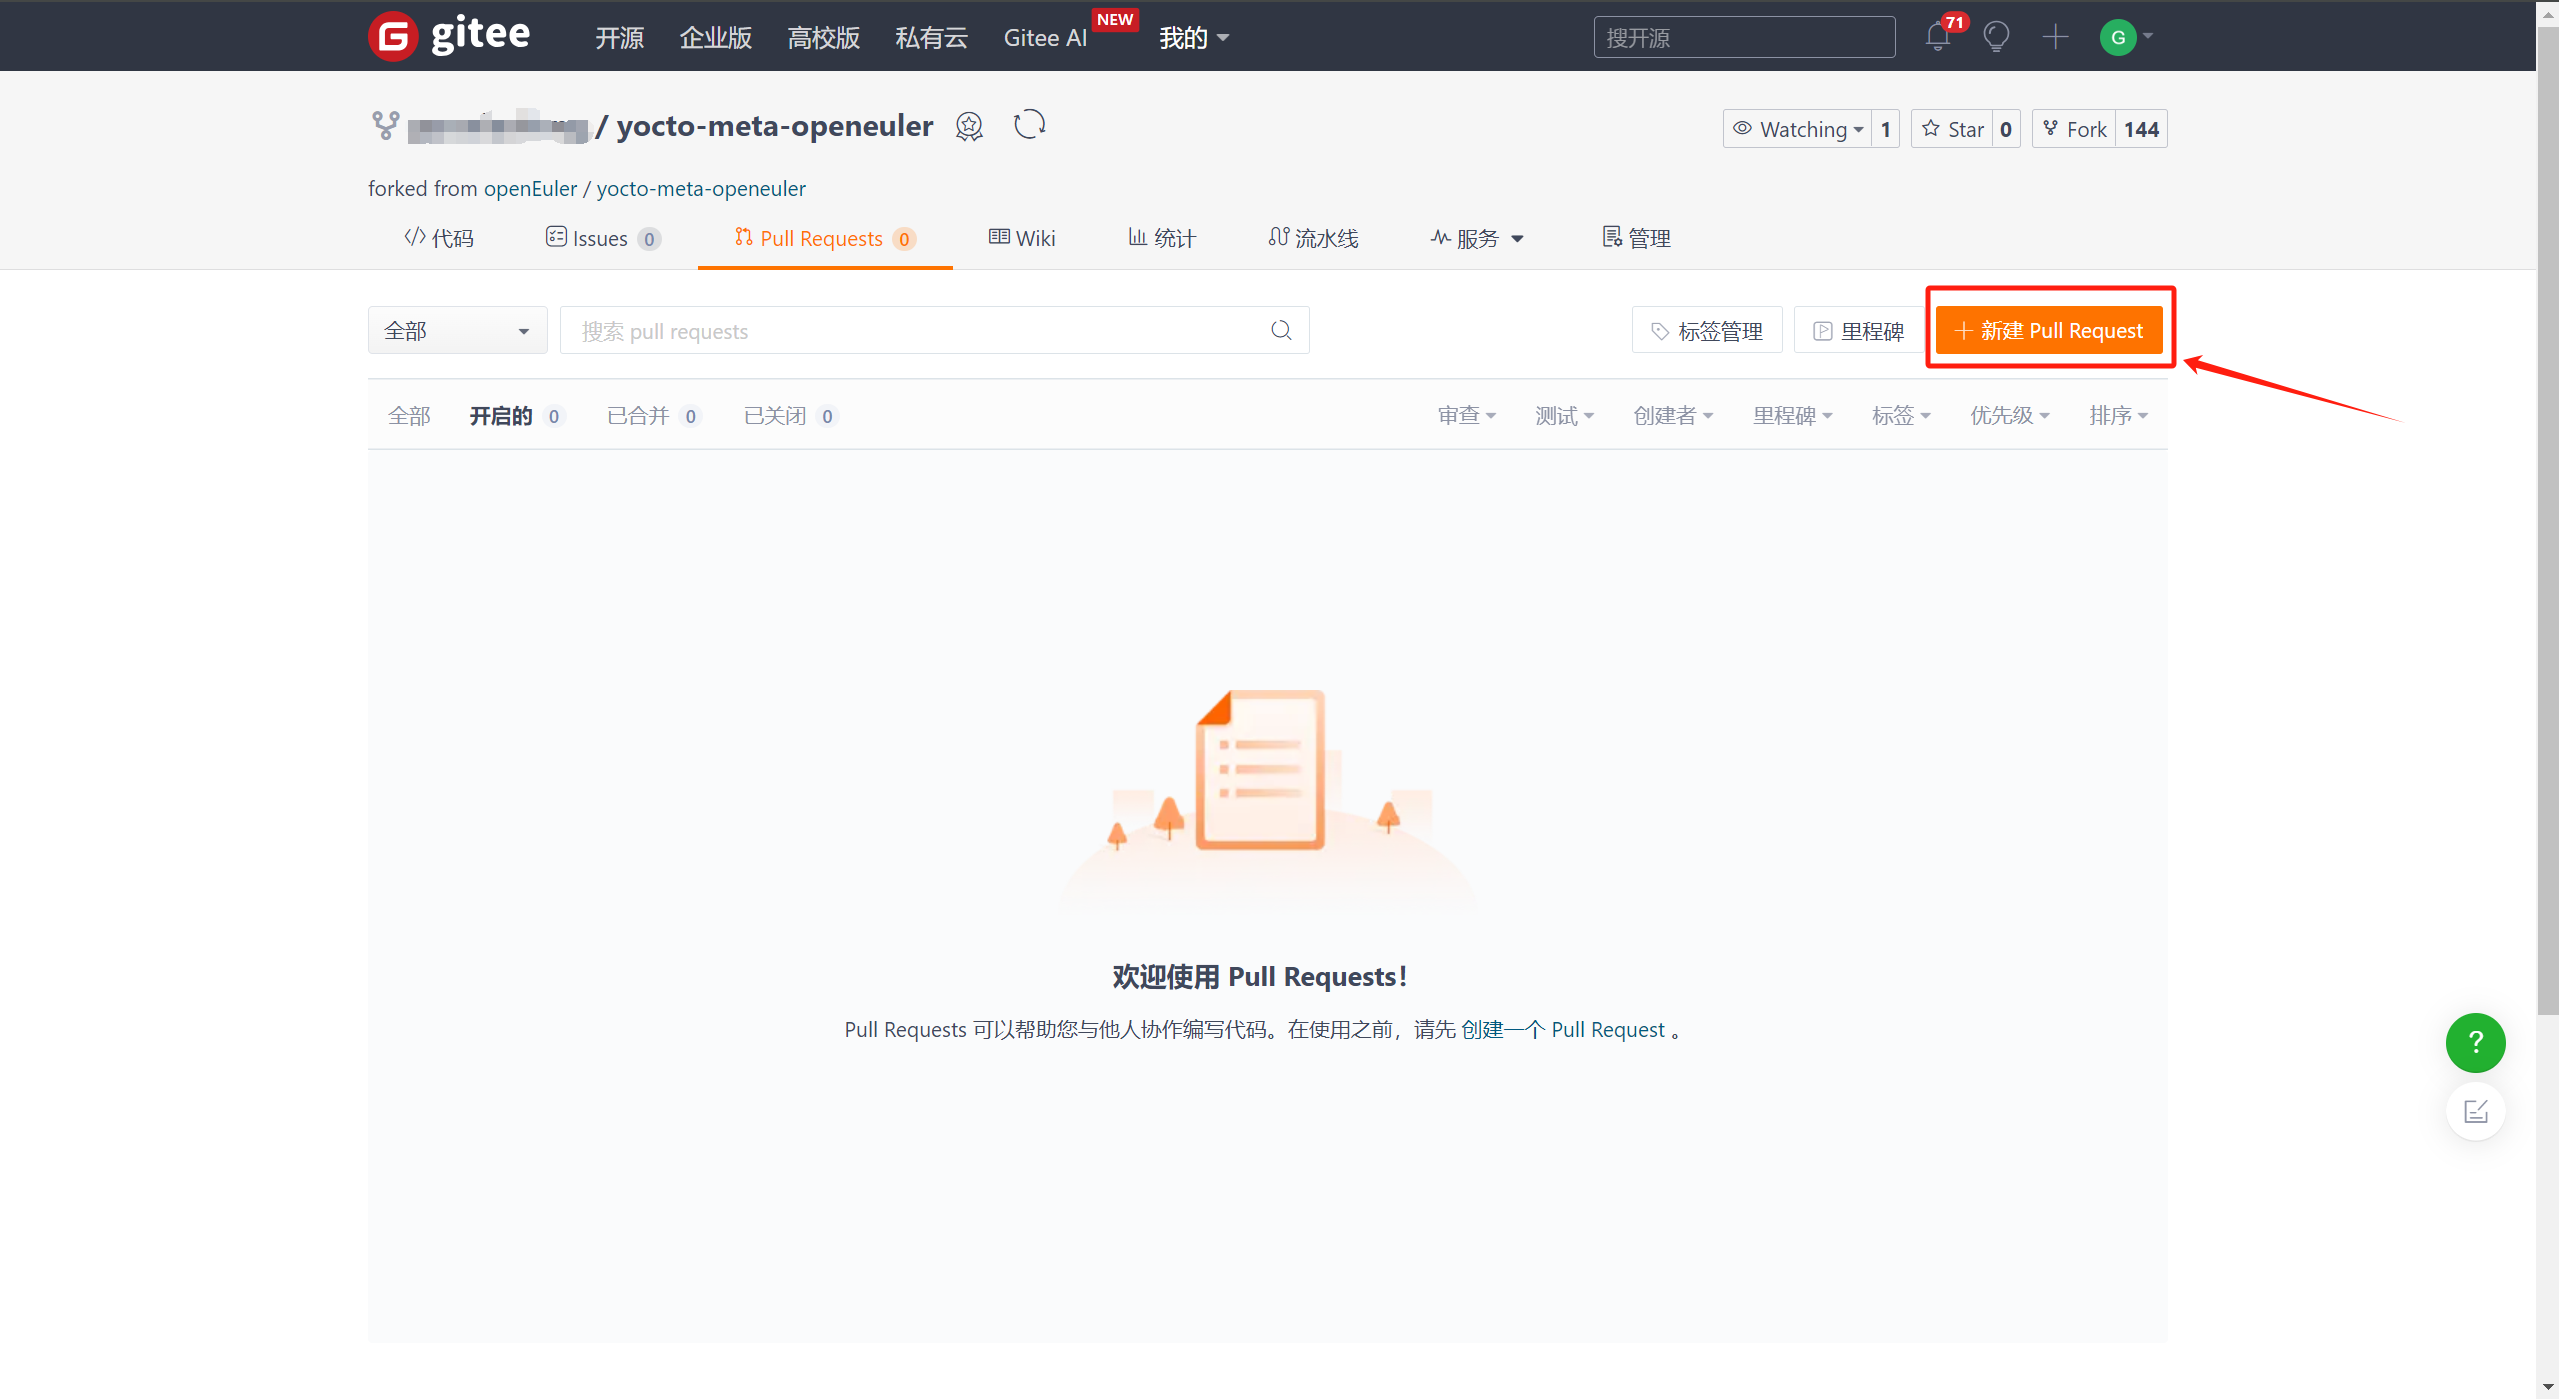 gitee 开源 企业版 高校版 私有云 Gitee AI NEW 我的 搜开源 71 G
/ yocto-meta-openeuler Watching 1 Star 0 Fork 144
forked from openEuler / yocto-meta-openeuler
代码 Issues 0 Pull Requests 0 Wiki 统计 流水线 服务 管理
全部 搜索 pull requests 标签管理 里程碑 新建 Pull Request
全部 开启的 0 已合并 0 已关闭 0 审查 测试 创建者 里程碑 标签 优先级 排序
欢迎使用 Pull Requests！
Pull Requests 可以帮助您与他人协作编写代码。在使用之前，请先 创建一个 Pull Request 。
?